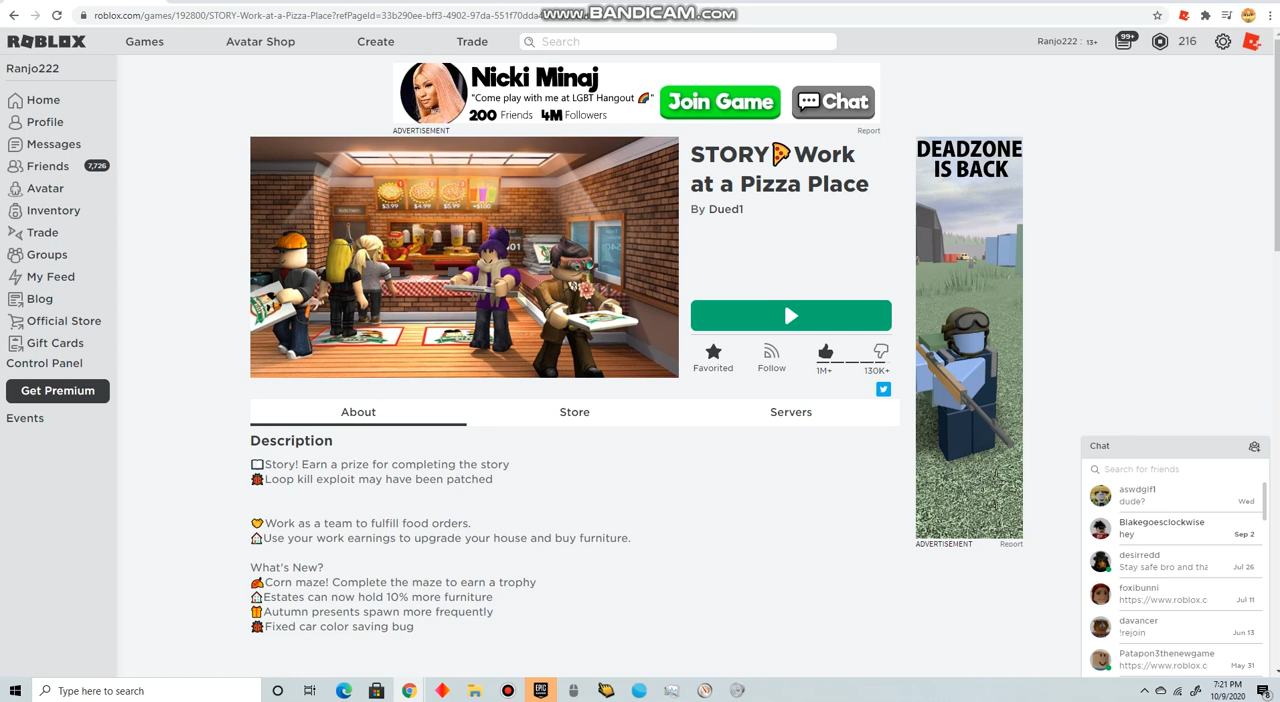 roblox.com/games/192800/STORY-Work-at-a-Pizza-Place?refPageId=33b290ee-bff3-4902-97da-551f70dda4
www.BANDICAM.com
ROBLOX
Games
Avatar Shop
Create
Trade
Search
Ranjo222 : 13+
99+
216
Ranjo222
Home
Profile
Messages
Friends
7,726
Avatar
Inventory
Trade
Groups
My Feed
Blog
Official Store
Gift Cards
Control Panel
Get Premium
Events
Nicki Minaj
"Come play with me at LGBT Hangout 🌈"
200 Friends 4M Followers
Join Game
Chat
ADVERTISEMENT
Report
$3.99
$4.99
$5.99
STORY🍕Work
at a Pizza Place
By Dued1
Favorited
Follow
1M+
130K+
About
Store
Servers
Description
Story! Earn a prize for completing the story
Loop kill exploit may have been patched
Work as a team to fulfill food orders.
Use your work earnings to upgrade your house and buy furniture.
What's New?
Corn maze! Complete the maze to earn a trophy
Estates can now hold 10% more furniture
Autumn presents spawn more frequently
Fixed car color saving bug
DEADZONE
IS BACK
ADVERTISEMENT
Report
Chat
Search for friends
aswdglf1
dude?
Wed
Blakegoesclockwise
hey
Sep 2
desirredd
Stay safe bro and tha
Jul 26
foxibunni
https://www.roblox.c
Jul 11
davancer
!rejoin
Jun 13
Patapon3thenewgame
https://www.roblox.c
May 31
Type here to search
EPIC
7:21 PM
10/9/2020
8